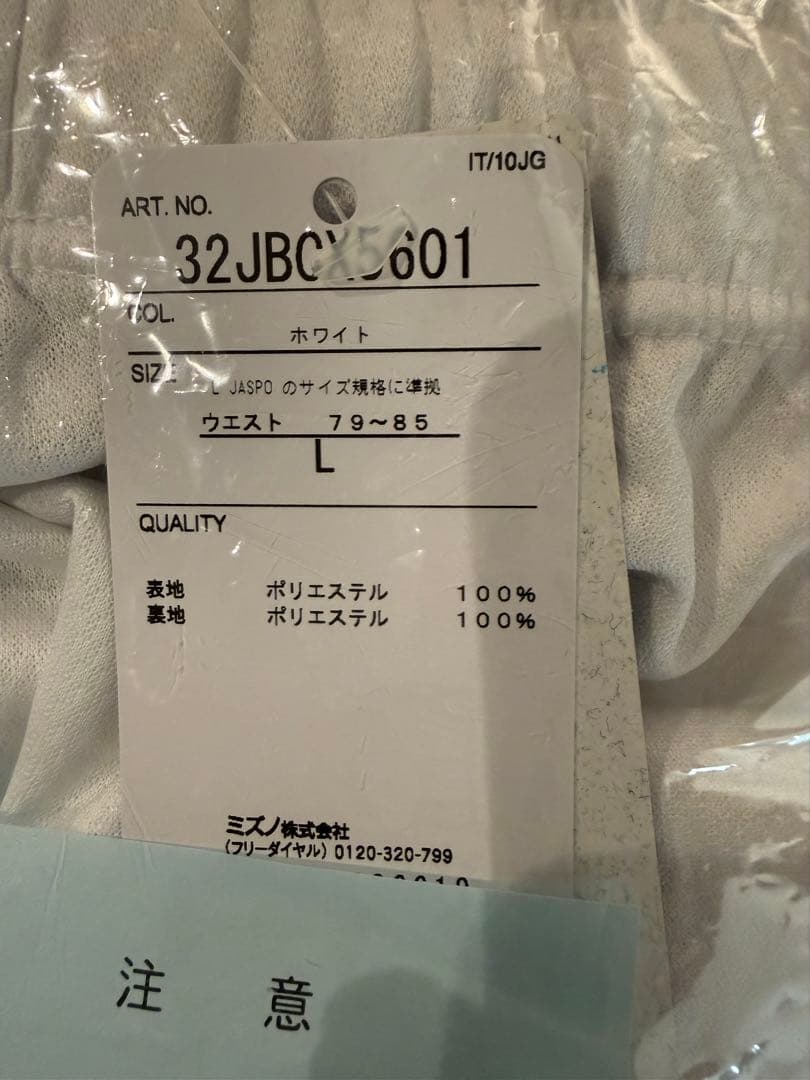 IT/10JG
ART. NO.
COL.
ホワイト
SIZE
L JASPO のサイズ規格に準拠
ウエスト 79~85
L
QUALITY
表地 ポリエステル 100%
裏地 ポリエステル 100%
ミズノ株式会社
(フリーダイヤル) 0120-320-799
注意